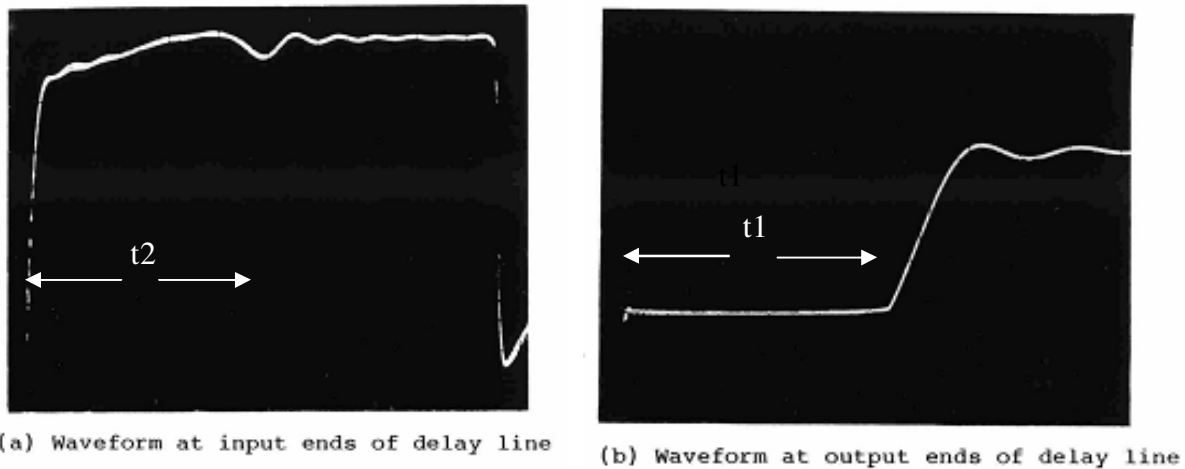 t2
t1
t1
(a) Waveform at input ends of delay line
(b) Waveform at output ends of delay line